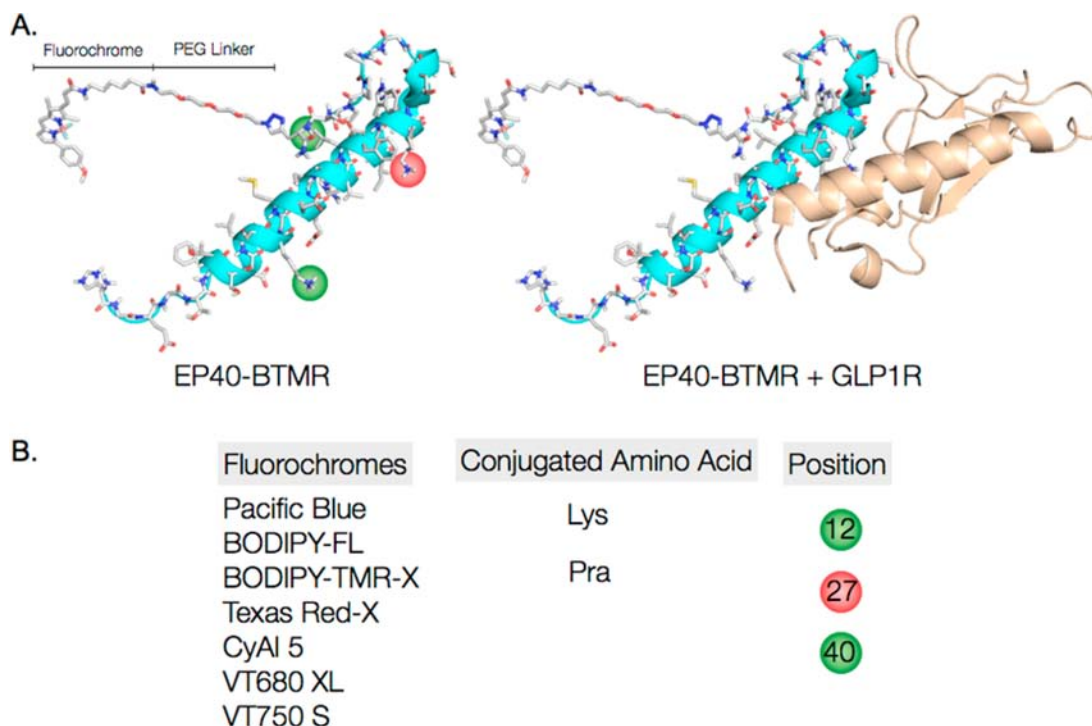 A.
Fluorochrome PEG Linker
EP40-BTMR EP40-BTMR + GLP1R
B.
Fluorochromes Conjugated Amino Acid Position
Pacific Blue
Lys
12
BODIPY-FL
BODIPY-TMR-X
Pra
27
Texas Red-X
CyAl 5
40
VT680 XL
VT750 S